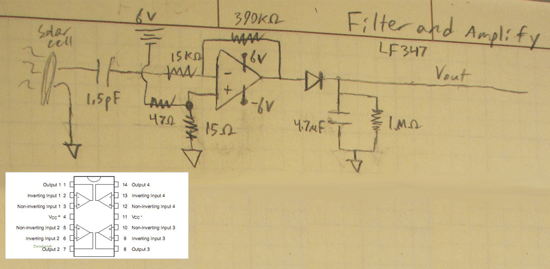 Filter and Amplify
LF347
Solar
cell
6V
390KΩ
15KΩ
6V
-
+
-6V
1.5pF
47Ω
15Ω
Vout
4.7μF
1MΩ
Output 1 1 14 Output 4
Inverting Input 1 2 13 Inverting Input 4
Non-inverting Input 1 3 12 Non-inverting Input 4
Vcc+ 4 11 Vcc-
Non-inverting Input 2 5 10 Non-inverting Input 3
Inverting Input 2 6 9 Inverting Input 3
Output 2 7 8 Output 3